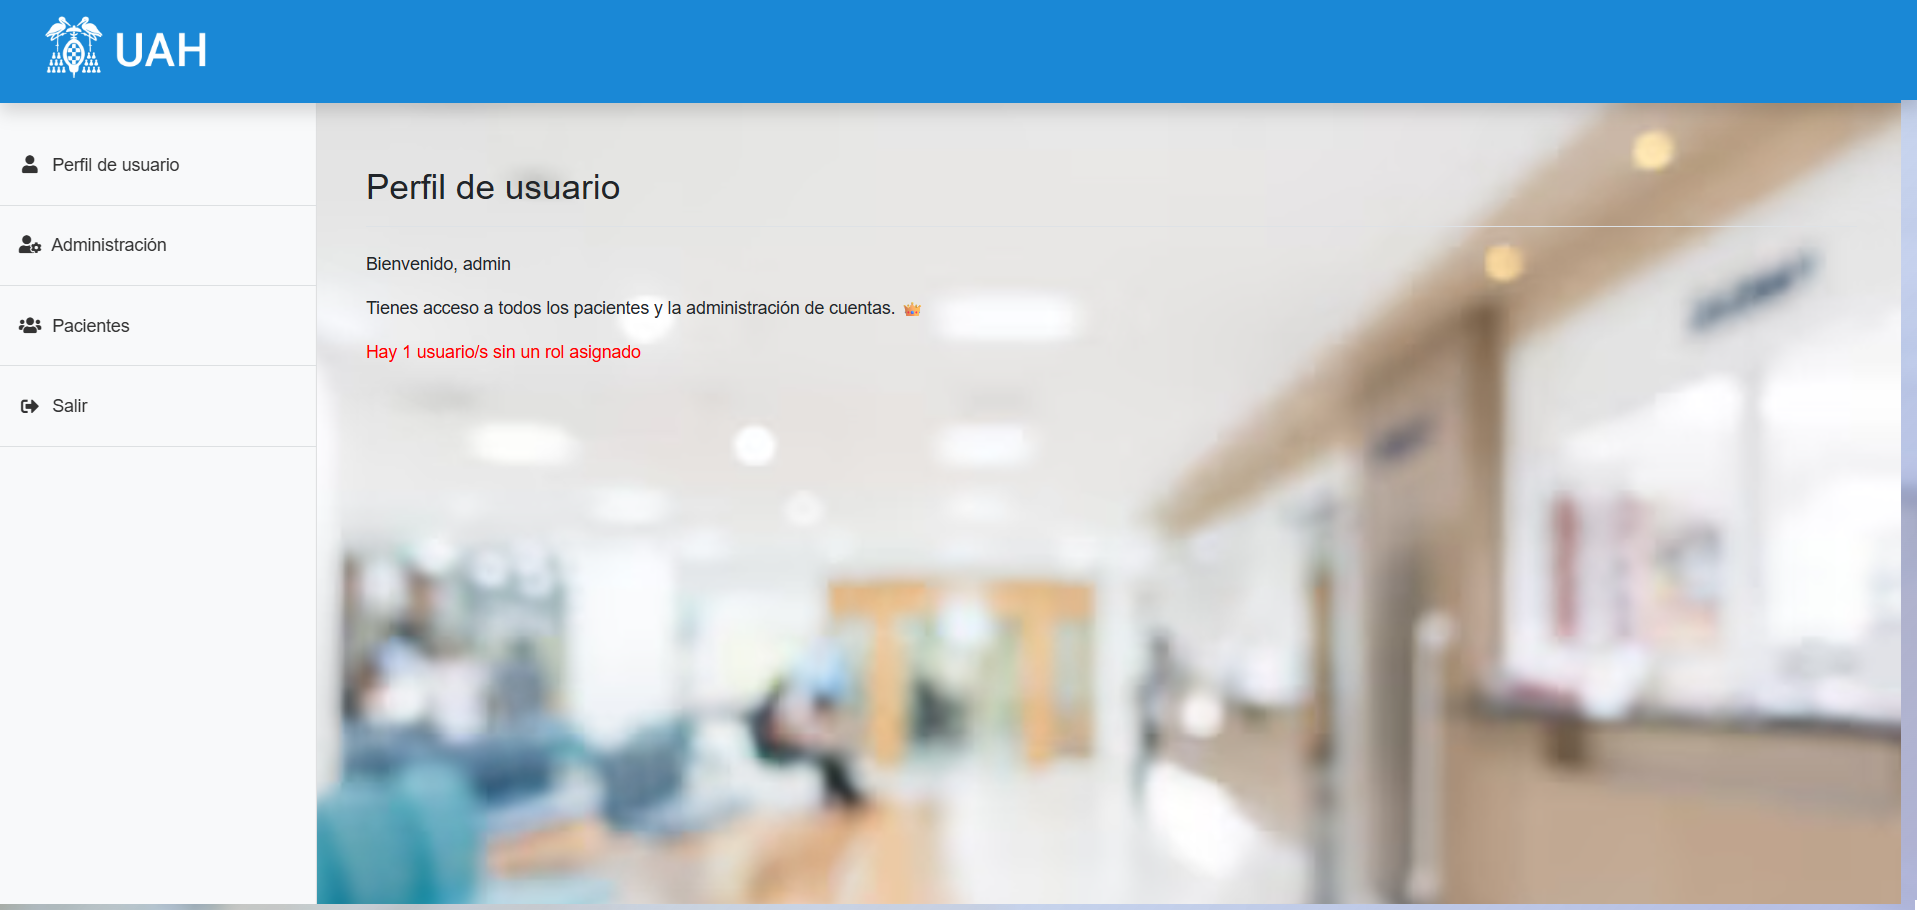 UAH
Perfil de usuario
Administración
Pacientes
Salir
Perfil de usuario
Bienvenido, admin
Tienes acceso a todos los pacientes y la administración de cuentas.
Hay 1 usuario/s sin un rol asignado